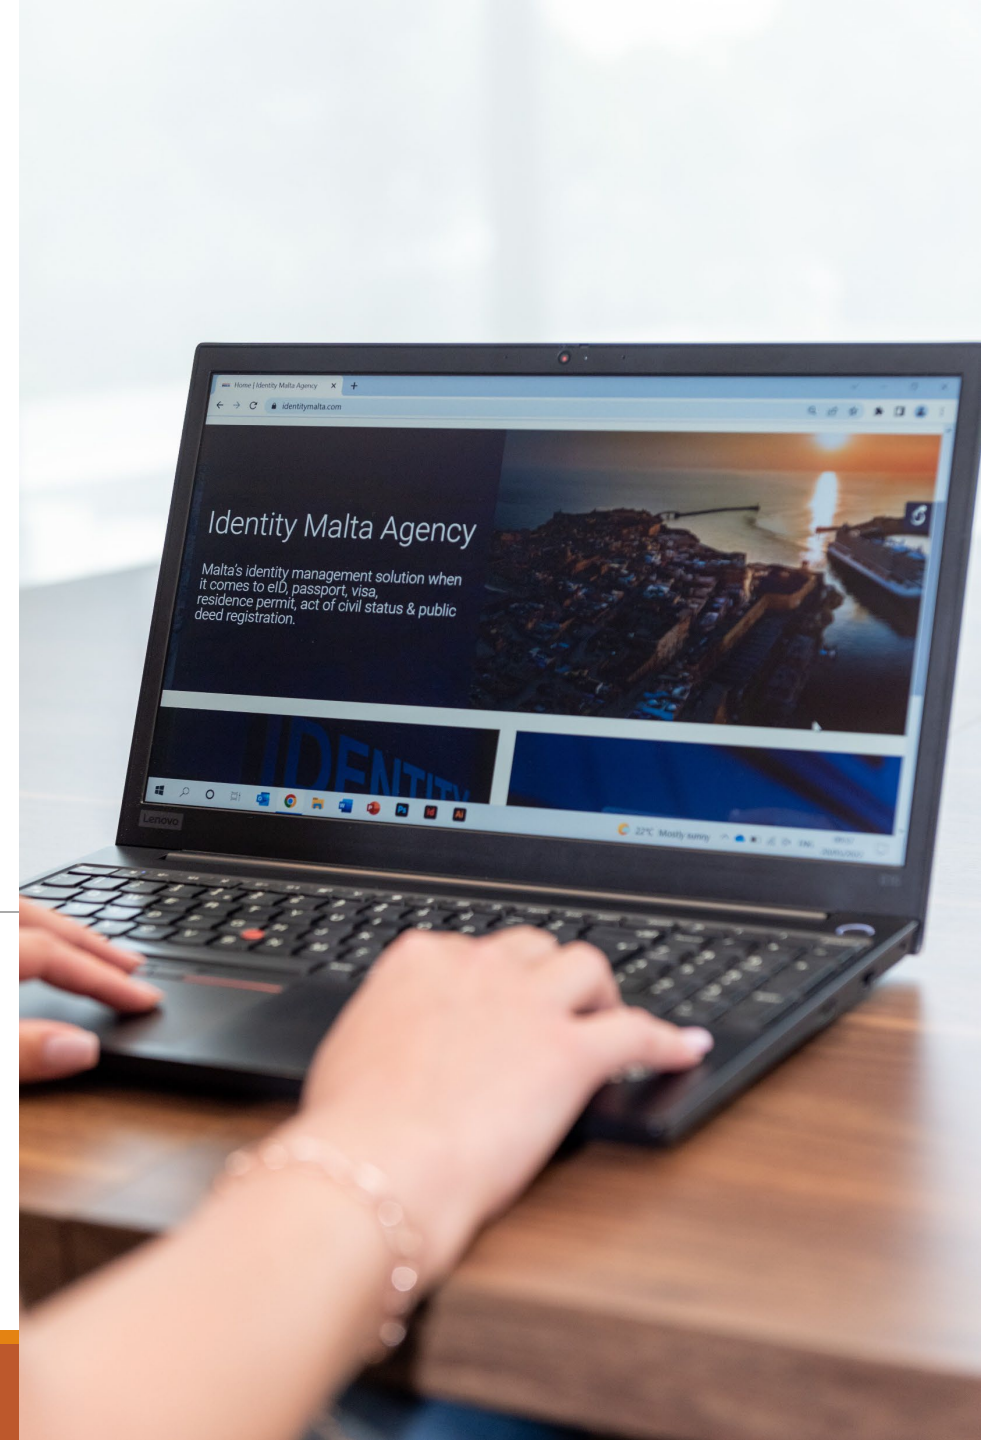 Home | Identity Malta Agency
identitymalta.com
Identity Malta Agency
Malta's identity management solution when
it comes to eID, passport, visa,
residence permit, act of civil status & public
deed registration.
IDENTITY
22°C Mostly sunny
Lenovo